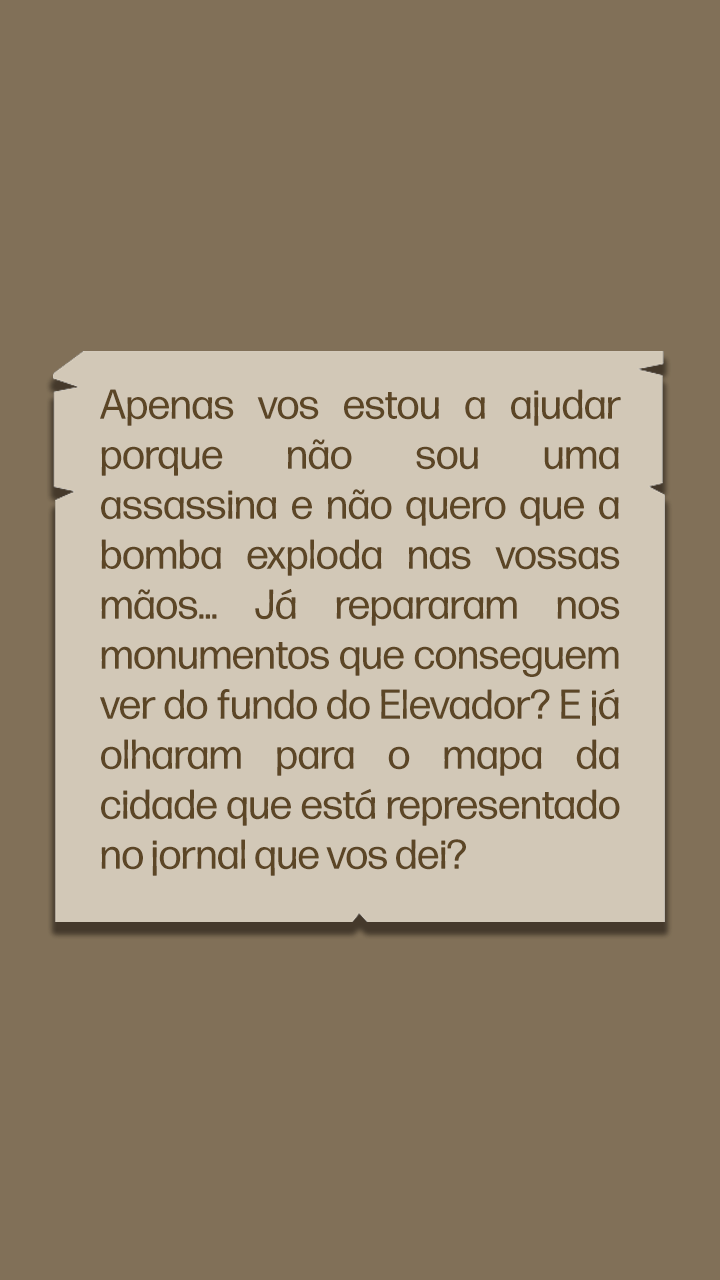 Apenas vos estou a ajudar
porque não sou uma
assassina e não quero que a
bomba exploda nas vossas
mãos... Já repararam nos
monumentos que conseguem
ver do fundo do Elevador? E já
olharam para o mapa da
cidade que está representado
no jornal que vos dei?